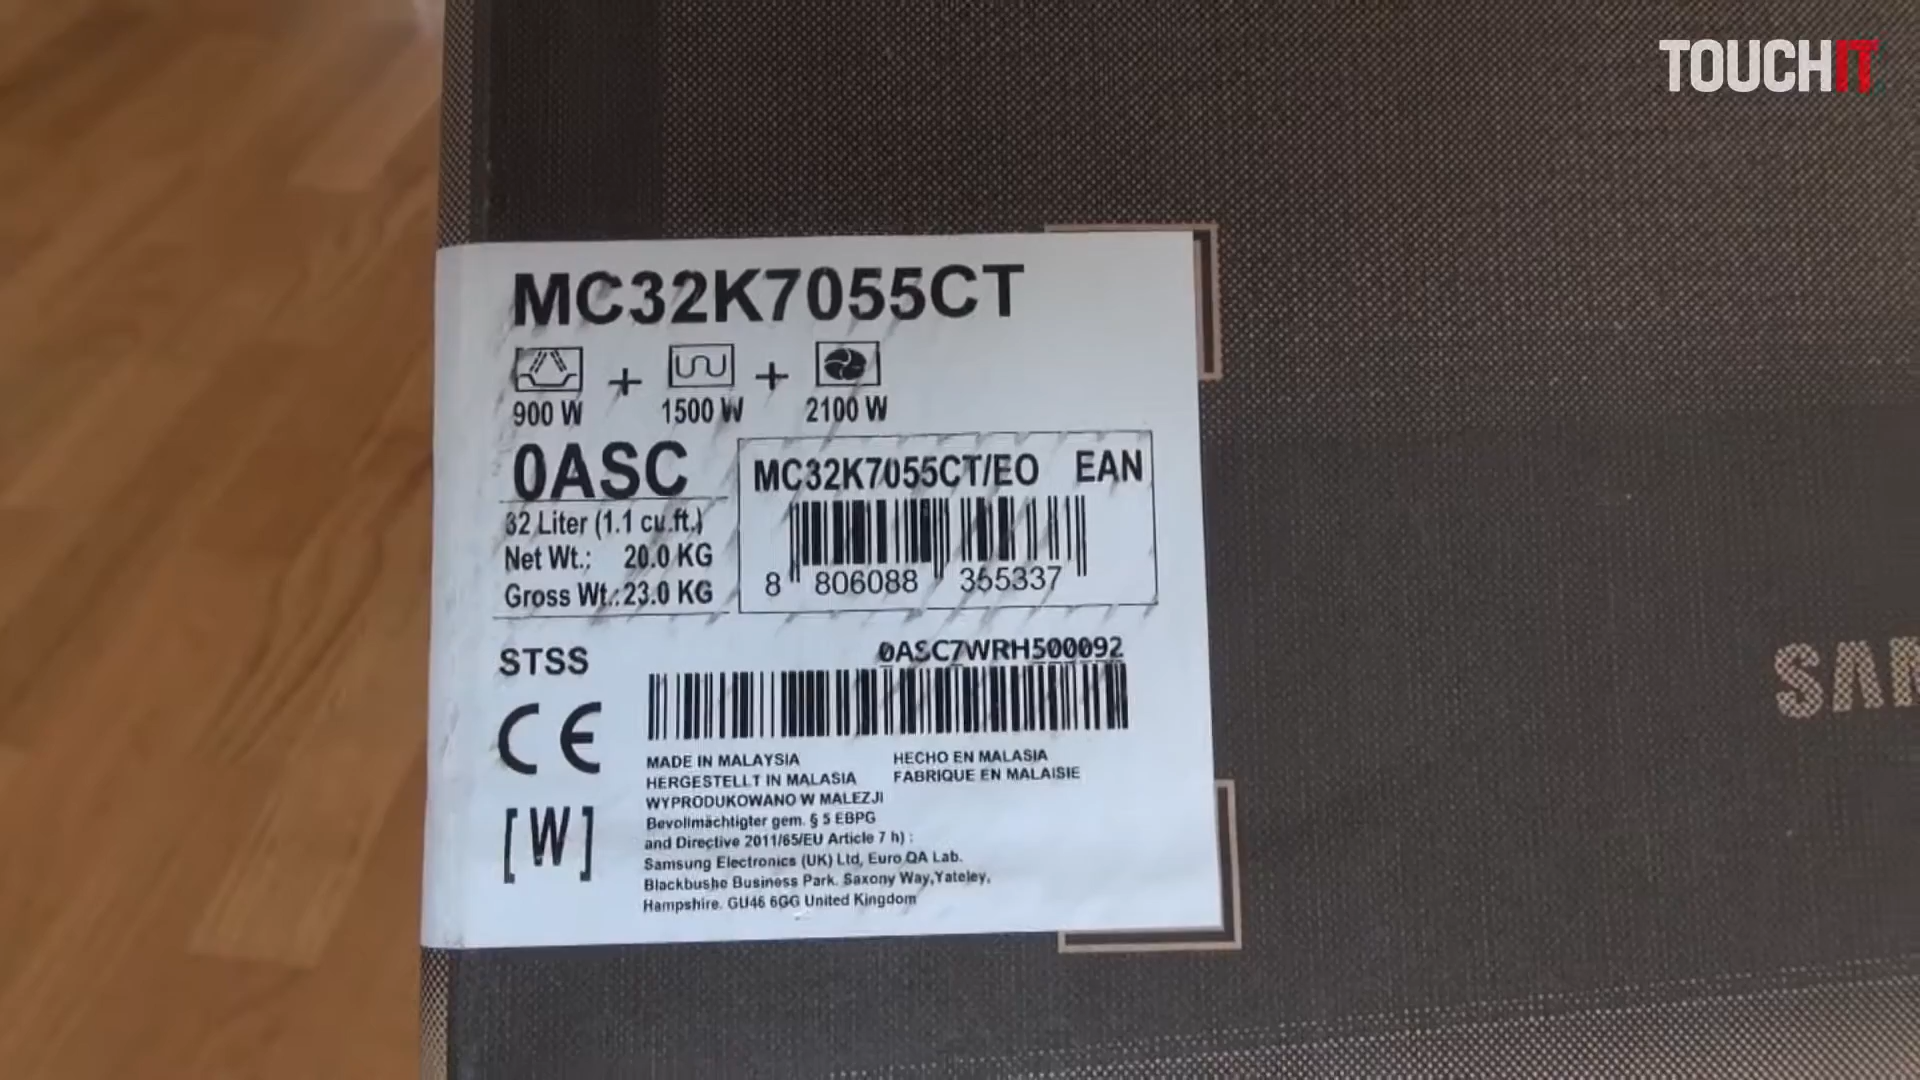 TOUCHIT
MC32K7055CT
+ +
900 W 1500 W 2100 W
0ASC
32 Liter (1.1 cu.ft.)
Net Wt.: 20.0 KG
Gross Wt.:23.0 KG
MC32K7055CT/EO EAN
8 806088 365337
STSS
0ASC7WRH500092
CE
[W]
MADE IN MALAYSIA
HERGESTELLT IN MALASIA
WYPRODUKOWANO W MALEZJI
HECHO EN MALASIA
FABRIQUE EN MALAISIE
Bevollmächtigter gem. § 5 EBPG
and Directive 2011/65/EU Article 7 h) :
Samsung Electronics (UK) Ltd, Euro QA Lab.
Blackbushe Business Park. Saxony Way,Yateley,
Hampshire. GU46 6GG United Kingdom
SAM